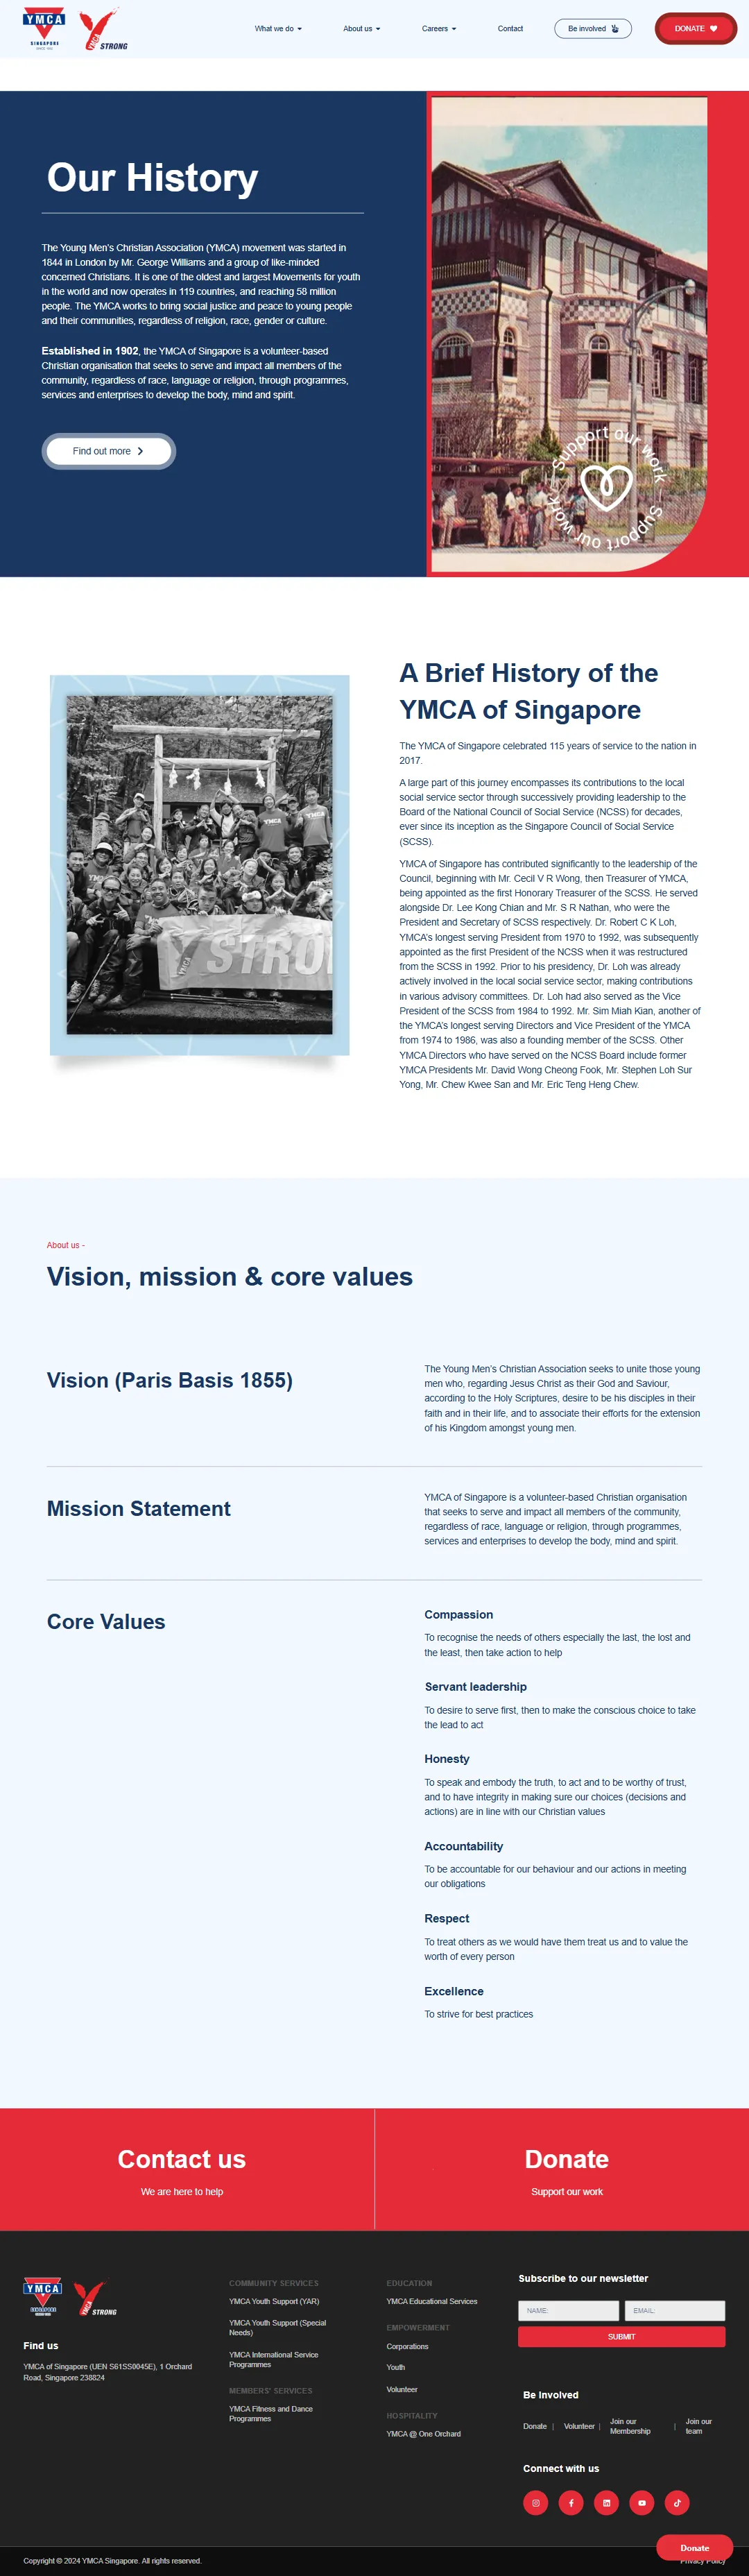 YMCA
SINGAPORE
YMCA STRONG
What we do
About us
Careers
Contact
Be involved
DONATE
Our History
The Young Men's Christian Association (YMCA) movement was started in
1844 in London by Mr. George Williams and a group of like-minded
concerned Christians. It is one of the oldest and largest Movements for youth
in the world and now operates in 119 countries, and reaching 58 million
people. The YMCA works to bring social justice and peace to young people
and their communities, regardless of religion, race, gender or culture.
Established in 1902, the YMCA of Singapore is a volunteer-based
Christian organisation that seeks to serve and impact all members of the
community, regardless of race, language or religion, through programmes,
services and enterprises to develop the body, mind and spirit.
Find out more
Support our work
Support our work
A Brief History of the
YMCA of Singapore
The YMCA of Singapore celebrated 115 years of service to the nation in
2017.
A large part of this journey encompasses its contributions to the local
social service sector through successively providing leadership to the
Board of the National Council of Social Service (NCSS) for decades,
ever since its inception as the Singapore Council of Social Service
(SCSS).
YMCA of Singapore has contributed significantly to the leadership of the
Council, beginning with Mr. Cecil V R Wong, then Treasurer of YMCA,
being appointed as the first Honorary Treasurer of the SCSS. He served
alongside Dr. Lee Kong Chian and Mr. S R Nathan, who were the
President and Secretary of SCSS respectively. Dr. Robert C K Loh,
YMCA's longest serving President from 1970 to 1992, was subsequently
appointed as the first President of the NCSS when it was restructured
from the SCSS in 1992. Prior to his presidency, Dr. Loh was already
actively involved in the local social service sector, making contributions
in various advisory committees. Dr. Loh had also served as the Vice
President of the SCSS from 1984 to 1992. Mr. Sim Miah Kian, another of
the YMCA's longest serving Directors and Vice President of the YMCA
from 1974 to 1986, was also a founding member of the SCSS. Other
YMCA Directors who have served on the NCSS Board include former
YMCA Presidents Mr. David Wong Cheong Fook, Mr. Stephen Loh Sur
Yong, Mr. Chew Kwee San and Mr. Eric Teng Heng Chew.
About us -
Vision, mission & core values
Vision (Paris Basis 1855)
The Young Men's Christian Association seeks to unite those young
men who, regarding Jesus Christ as their God and Saviour,
according to the Holy Scriptures, desire to be his disciples in their
faith and in their life, and to associate their efforts for the extension
of his Kingdom amongst young men.
Mission Statement
YMCA of Singapore is a volunteer-based Christian organisation
that seeks to serve and impact all members of the community,
regardless of race, language or religion, through programmes,
services and enterprises to develop the body, mind and spirit.
Core Values
Compassion
To recognise the needs of others especially the last, the lost and
the least, then take action to help
Servant leadership
To desire to serve first, then to make the conscious choice to take
the lead to act
Honesty
To speak and embody the truth, to act and to be worthy of trust,
and to have integrity in making sure our choices (decisions and
actions) are in line with our Christian values
Accountability
To be accountable for our behaviour and our actions in meeting
our obligations
Respect
To treat others as we would have them treat us and to value the
worth of every person
Excellence
To strive for best practices
Contact us
We are here to help
Donate
Support our work
YMCA
SINGAPORE
YMCA STRONG
Find us
YMCA of Singapore (UEN S61SS0045E), 1 Orchard
Road, Singapore 238824
COMMUNITY SERVICES
YMCA Youth Support (YAR)
YMCA Youth Support (Special
Needs)
YMCA International Service
Programmes
MEMBERS' SERVICES
YMCA Fitness and Dance
Programmes
EDUCATION
YMCA Educational Services
EMPOWERMENT
Corporations
Youth
Volunteer
HOSPITALITY
YMCA @ One Orchard
Subscribe to our newsletter
NAME:
EMAIL:
SUBMIT
Be Involved
Donate | Volunteer | Join our Membership | Join our team
Connect with us
Donate
Copyright © 2024 YMCA Singapore. All rights reserved.
Privacy Policy